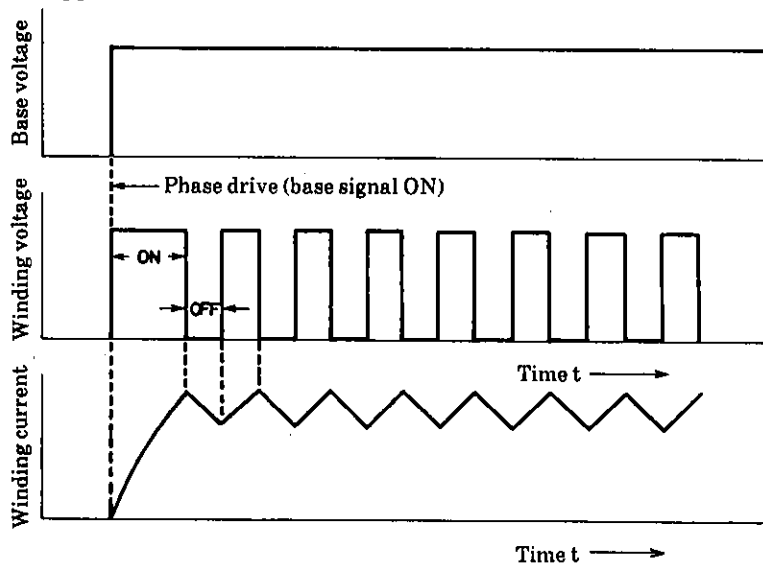 Base voltage
Phase drive (base signal ON)
Winding voltage
ON
OFF
Time t
Winding current
Time t